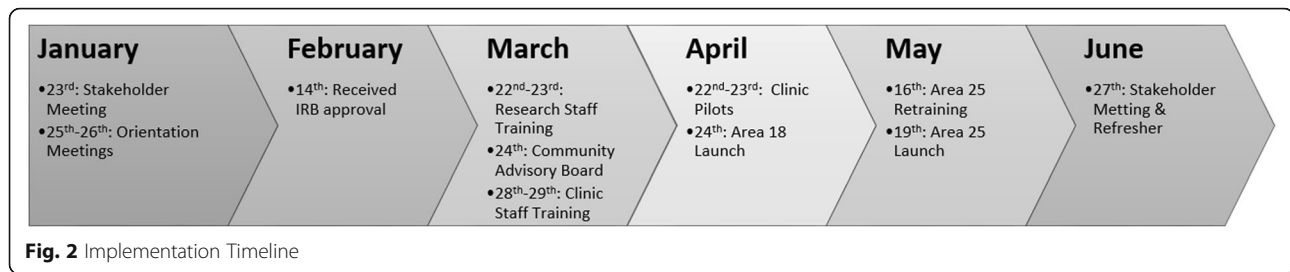 January
•23rd: Stakeholder
Meeting
•25th-26th: Orientation
Meetings
February
•14th: Received
IRB approval
March
•22nd-23rd:
Research Staff
Training
•24th: Community
Advisory Board
•28th-29th: Clinic
Staff Training
April
•22nd-23rd: Clinic
Pilots
•24th: Area 18
Launch
May
•16th: Area 25
Retraining
•19th: Area 25
Launch
June
•27th: Stakeholder
Metting &
Refresher
Fig. 2 Implementation Timeline